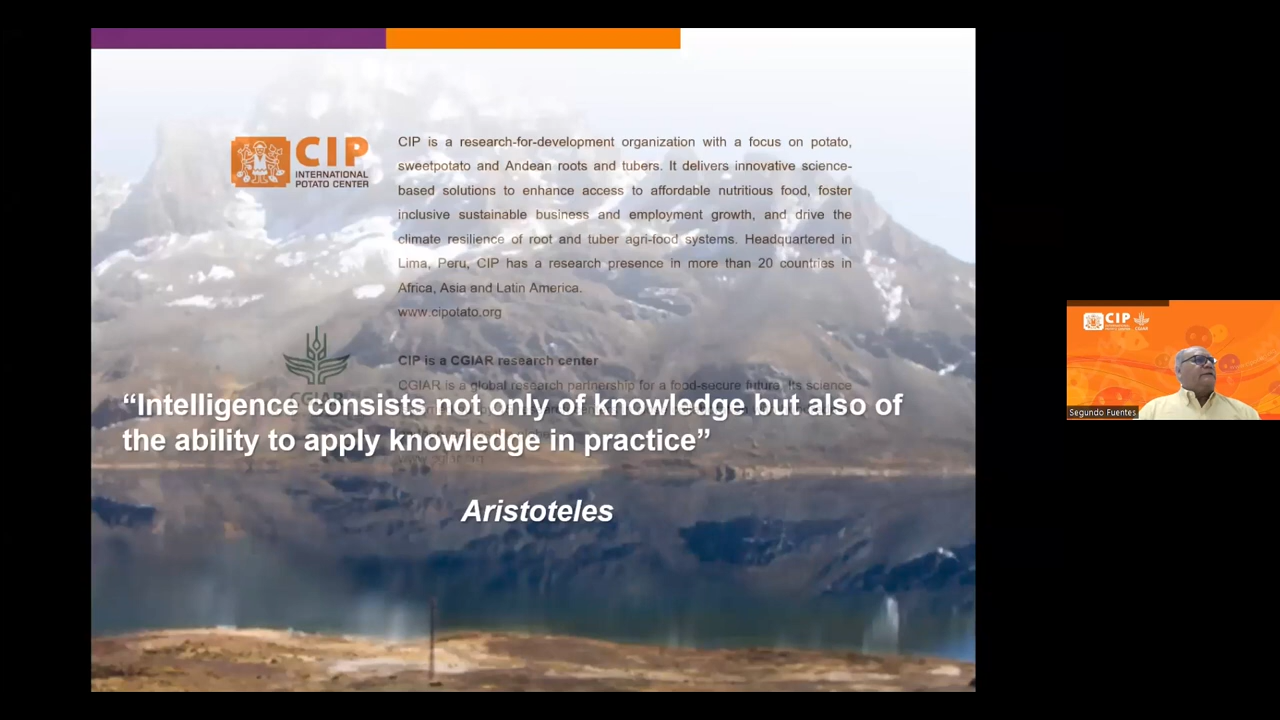 CIP
INTERNATIONAL
POTATO CENTER
CIP is a research-for-development organization with a focus on potato,
sweetpotato and Andean roots and tubers. It delivers innovative science-
based solutions to enhance access to affordable nutritious food, foster
inclusive sustainable business and employment growth, and drive the
climate resilience of root and tuber agri-food systems. Headquartered in
Lima, Peru, CIP has a research presence in more than 20 countries in
Africa, Asia and Latin America.
www.cipotato.org
CIP is a CGIAR research center
CGIAR is a global research partnership for a food-secure future. Its science
CGIAR
“Intelligence consists not only of knowledge but also of
the ability to apply knowledge in practice”
Aristoteles
CIP
Segundo Fuentes